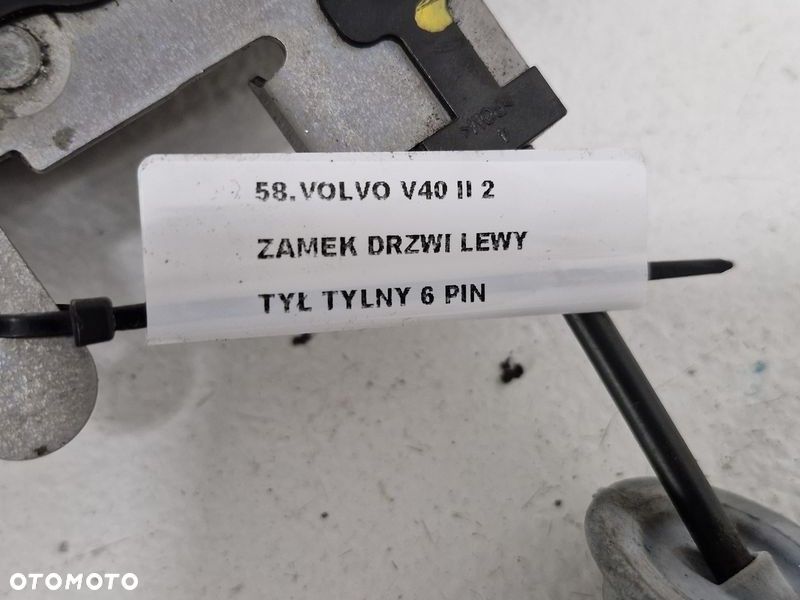 58.VOLVO V40 II 2
ZAMEK DRZWI LEWY
TYŁ TYLNY 6 PIN
OTOMOTO